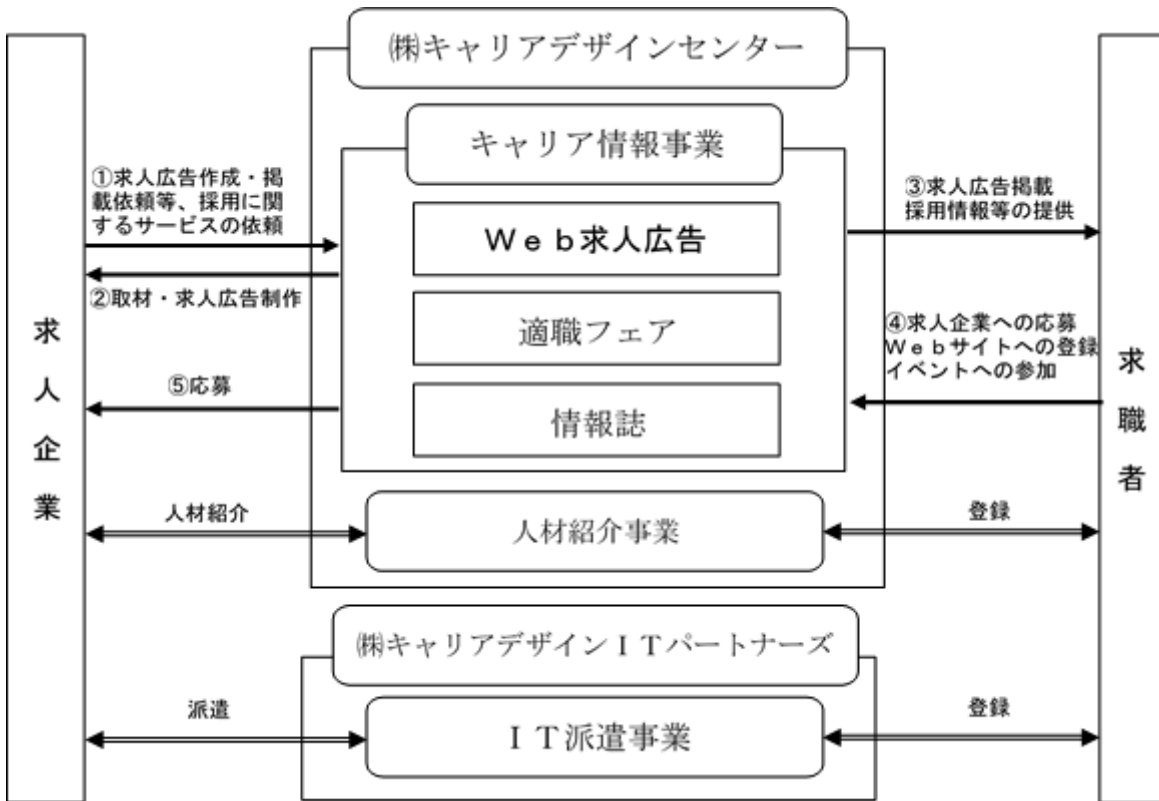 ㈱キャリアデザインセンター
キャリア情報事業
①求人広告作成・掲
載依頼等、採用に関
するサービスの依頼
③求人広告掲載
採用情報等の提供
Ｗｅｂ求人広告
②取材・求人広告制作
適職フェア
④求人企業への応募
Ｗｅｂサイトへの登録
イベントへの参加
求人企業
求職者
⑤応募
情報誌
人材紹介
人材紹介事業
登録
㈱キャリアデザインＩＴパートナーズ
派遣
ＩＴ派遣事業
登録